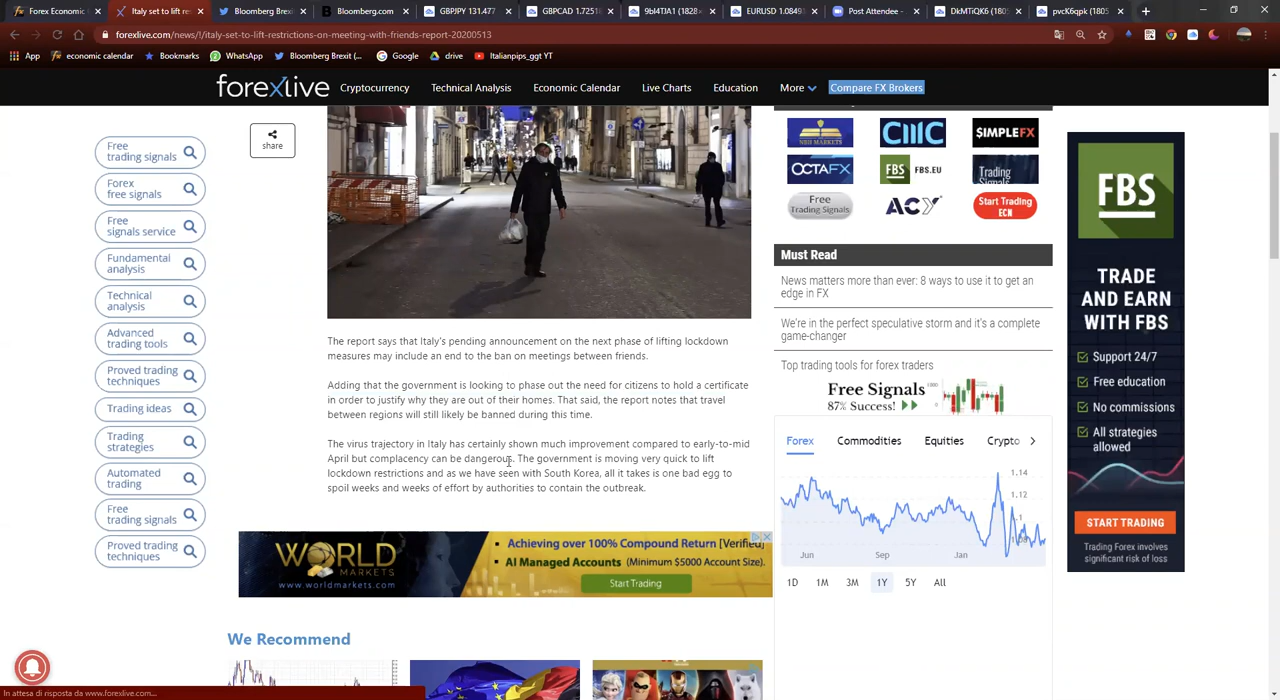 Forex Economic
Italy set to lift res
Bloomberg Brexi
Bloomberg.com
GBPJPY 131.477
GBPCAD 1.7251
9bI4TJA1 (1828×
EURUSD 1.0849
Post Attendee -
DkMTiQK6 (180
pvcK6qpk (1805
forexlive.com/news/!/italy-set-to-lift-restrictions-on-meeting-with-friends-report-20200513
App
economic calendar
Bookmarks
WhatsApp
Bloomberg Brexit (...
Google
drive
Italianpips_ggt YT
forexlive
Cryptocurrency
Technical Analysis
Economic Calendar
Live Charts
Education
More
Compare FX Brokers
share
Free
trading signals
Forex
free signals
Free
signals service
Fundamental
analysis
Technical
analysis
Advanced
trading tools
Proved trading
techniques
Trading ideas
Trading
strategies
Automated
trading
Free
trading signals
Proved trading
techniques
The report says that Italy's pending announcement on the next phase of lifting lockdown
measures may include an end to the ban on meetings between friends.
Adding that the government is looking to phase out the need for citizens to hold a certificate
in order to justify why they are out of their homes. That said, the report notes that travel
between regions will still likely be banned during this time.
The virus trajectory in Italy has certainly shown much improvement compared to early-to-mid
April but complacency can be dangerous. The government is moving very quick to lift
lockdown restrictions and as we have seen with South Korea, all it takes is one bad egg to
spoil weeks and weeks of effort by authorities to contain the outbreak.
WORLD
MARKETS
www.worldmarkets.com
Achieving over 100% Compound Return [Verified]
AI Managed Accounts (Minimum $5000 Account Size).
Start Trading
We Recommend
CMC
SIMPLEFX
OCTAFX
FBS FBS.EU
Trading
Signals
Free
Trading Signals
ACY
Start Trading
ECN
Must Read
News matters more than ever: 8 ways to use it to get an
edge in FX
We're in the perfect speculative storm and it's a complete
game-changer
Top trading tools for forex traders
Free Signals
87% Success!
Forex
Commodities
Equities
Crypto
1.14
1.12
1.08
Jun
Sep
Jan
1D
1M
3M
1Y
5Y
All
FBS
TRADE
AND EARN
WITH FBS
Support 24/7
Free education
No commissions
All strategies
allowed
START TRADING
Trading Forex involves
significant risk of loss
In attesa di risposta da www.forexlive.com...